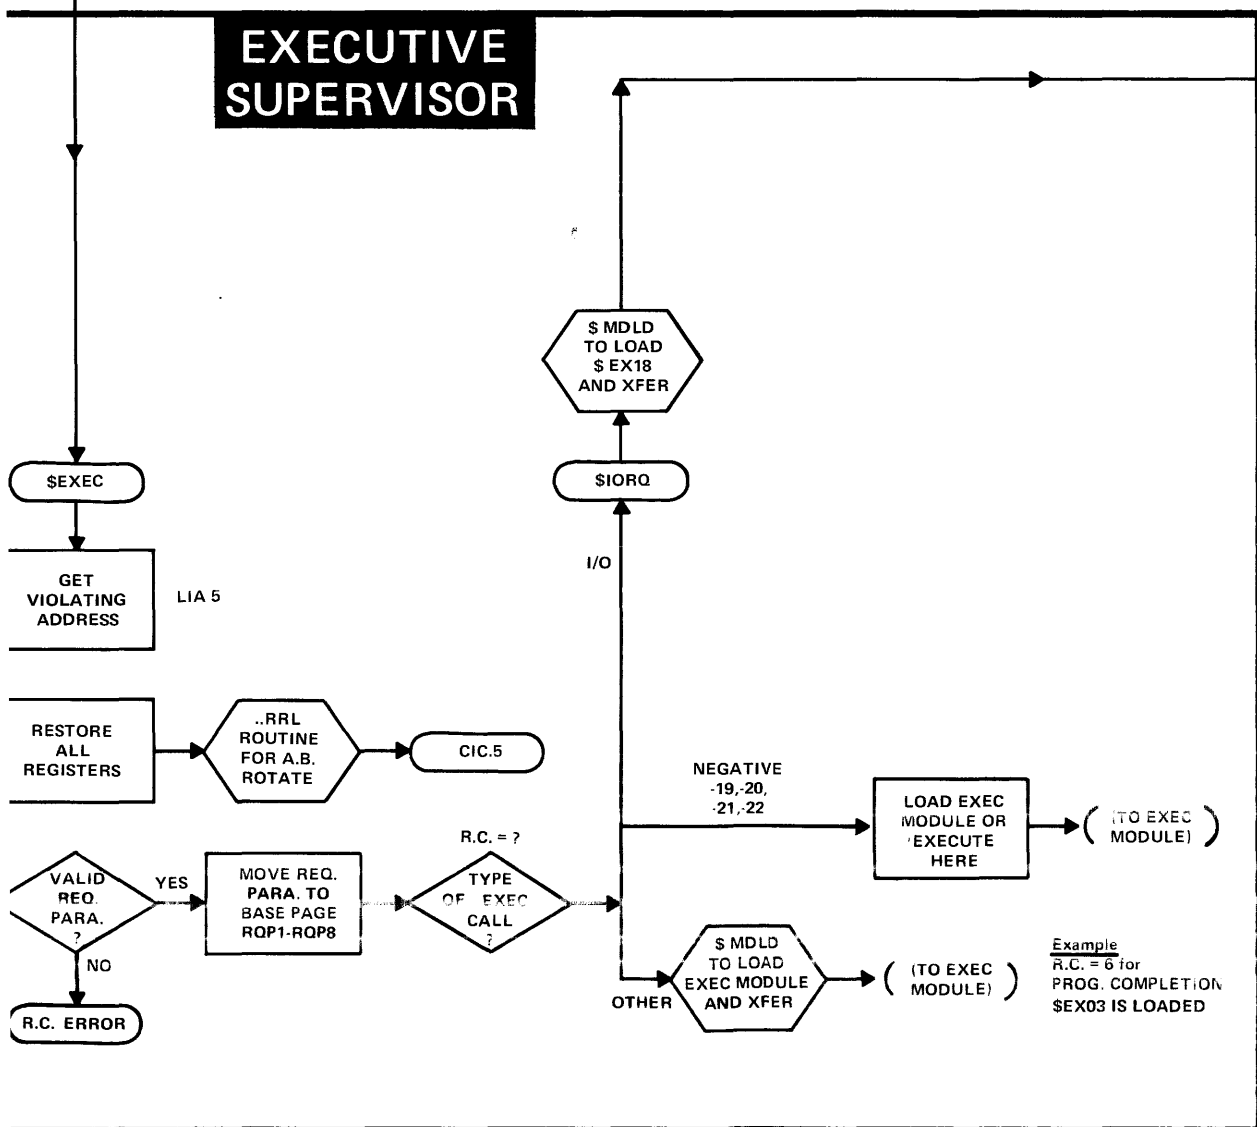 EXECUTIVE
SUPERVISOR
$ MDLD
TO LOAD
$ EX18
AND XFER
$EXEC
$IORQ
I/O
GET
VIOLATING
ADDRESS
LIA 5
RESTORE
ALL
REGISTERS
..RRL
ROUTINE
FOR A.B.
ROTATE
CIC.5
NEGATIVE
-19,-20,
-21,-22
LOAD EXEC
MODULE OR
EXECUTE
HERE
(TO EXEC
MODULE)
VALID
REQ.
PARA.
?
YES
NO
R.C. ERROR
MOVE REQ.
PARA. TO
BASE PAGE
RQP1-RQP8
R.C. = ?
TYPE
OF EXEC
CALL
?
OTHER
$ MDLD
TO LOAD
EXEC MODULE
AND XFER
(TO EXEC
MODULE)
Example
R.C. = 6 for
PROG. COMPLETION
$EX03 IS LOADED